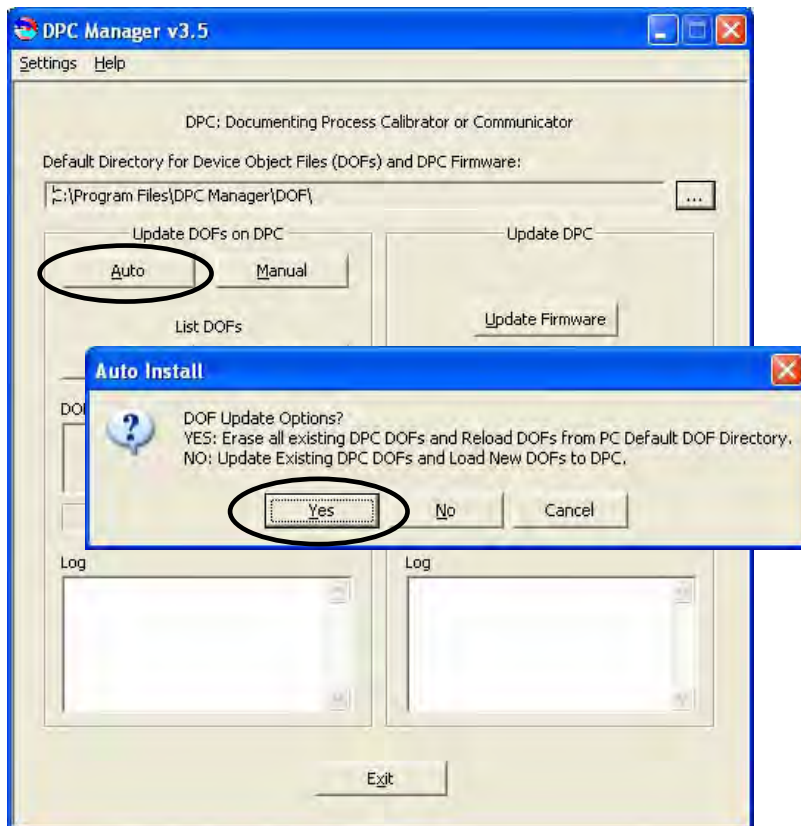 DPC Manager v3.5
Settings Help
DPC: Documenting Process Calibrator or Communicator
Default Directory for Device Object Files (DOFs) and DPC Firmware:
C:\Program Files\DPC Manager\DOF\
...
Update DOFs on DPC
Update DPC
Auto
Manual
List DOFs
Update Firmware
Auto Install
DOF Update Options?
YES: Erase all existing DPC DOFs and Reload DOFs from PC Default DOF Directory.
NO: Update Existing DPC DOFs and Load New DOFs to DPC.
Yes
No
Cancel
Log
Log
Exit